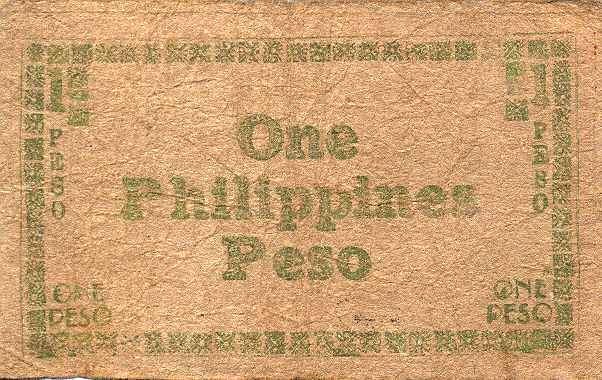 1 1
PESO PESO
One
Philippines
Peso
ONE ONE
PESO PESO